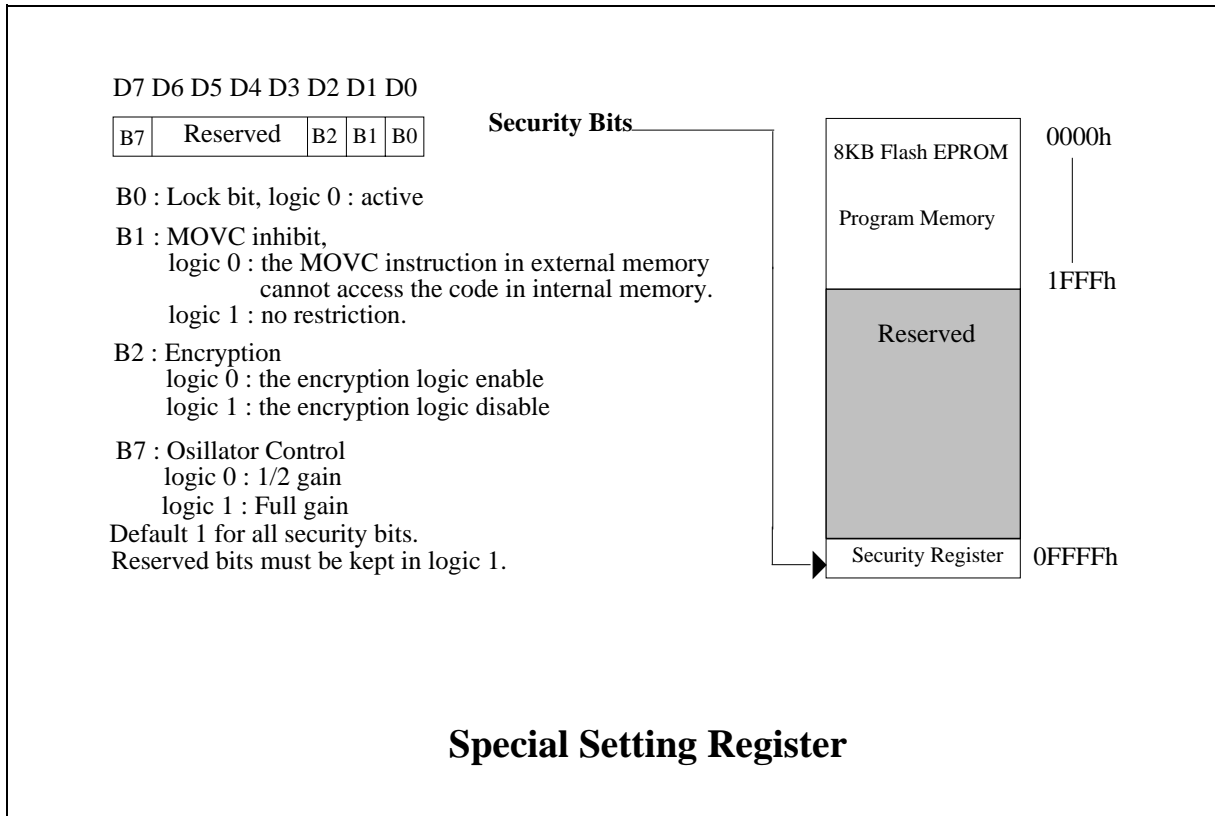 D7 D6 D5 D4 D3 D2 D1 D0
B7 Reserved B2 B1 B0
B0 : Lock bit, logic 0 : active
B1 : MOVC inhibit,
logic 0 : the MOVC instruction in external memory
cannot access the code in internal memory.
logic 1 : no restriction.
B2 : Encryption
logic 0 : the encryption logic enable
logic 1 : the encryption logic disable
B7 : Osillator Control
logic 0 : 1/2 gain
logic 1 : Full gain
Default 1 for all security bits.
Reserved bits must be kept in logic 1.
Security Bits
8KB Flash EPROM
0000h
Program Memory
1FFFh
Reserved
Security Register
0FFFFh
Special Setting Register